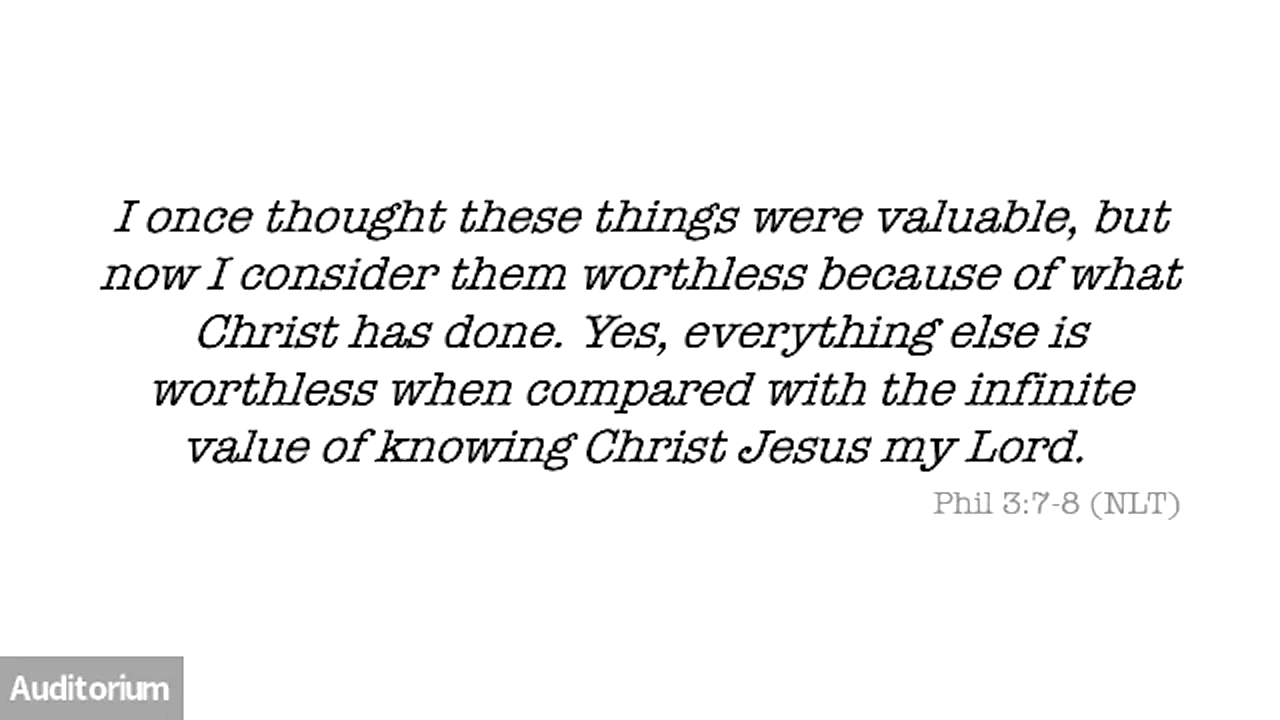 I once thought these things were valuable, but
now I consider them worthless because of what
Christ has done. Yes, everything else is
worthless when compared with the infinite
value of knowing Christ Jesus my Lord.
Phil 3:7-8 (NLT)
Auditorium